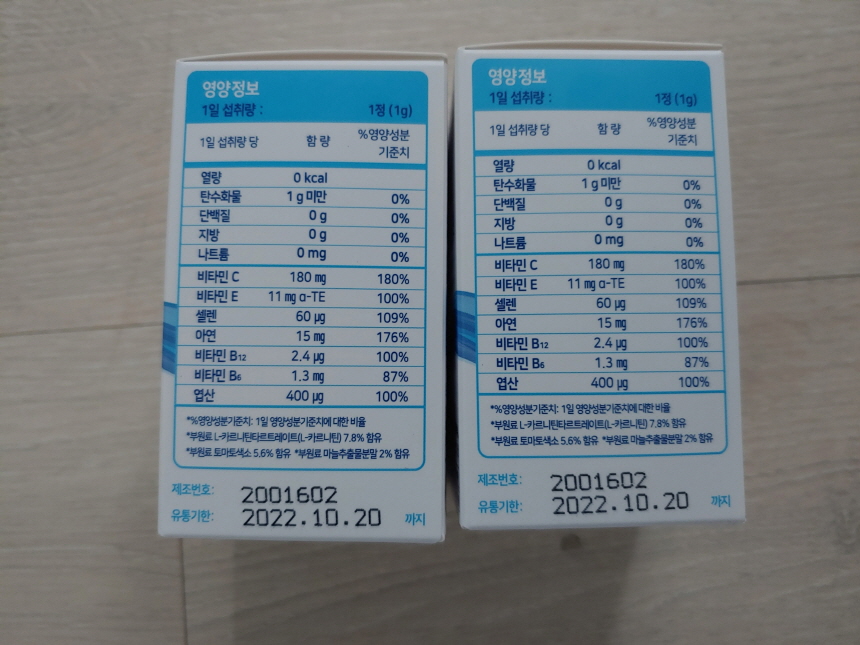 영양정보
1일 섭취량 : 1정 (1g)
1일 섭취량 당 함 량 %영양성분 기준치
열량 0 kcal
탄수화물 1 g 미만 0%
단백질 0 g 0%
지방 0 g 0%
나트륨 0 mg 0%
비타민 C 180 mg 180%
비타민 E 11 mg α-TE 100%
셀렌 60 μg 109%
아연 15 mg 176%
비타민 B12 2.4 μg 100%
비타민 B6 1.3 mg 87%
엽산 400 μg 100%
*%영양성분기준치: 1일 영양성분기준치에 대한 비율
*부원료 L-카르니틴타르트레이트(L-카르니틴) 7.8% 함유
*부원료 토마토색소 5.6% 함유 *부원료 마늘추출물분말 2% 함유
제조번호: 2001602
유통기한: 2022.10.20 까지
영양정보
1일 섭취량 : 1정 (1g)
1일 섭취량 당 함 량 %영양성분 기준치
열량 0 kcal
탄수화물 1 g 미만 0%
단백질 0 g 0%
지방 0 g 0%
나트륨 0 mg 0%
비타민 C 180 mg 180%
비타민 E 11 mg α-TE 100%
셀렌 60 μg 109%
아연 15 mg 176%
비타민 B12 2.4 μg 100%
비타민 B6 1.3 mg 87%
엽산 400 μg 100%
*%영양성분기준치: 1일 영양성분기준치에 대한 비율
*부원료 L-카르니틴타르트레이트(L-카르니틴) 7.8% 함유
*부원료 토마토색소 5.6% 함유 *부원료 마늘추출물분말 2% 함유
제조번호: 2001602
유통기한: 2022.10.20 까지